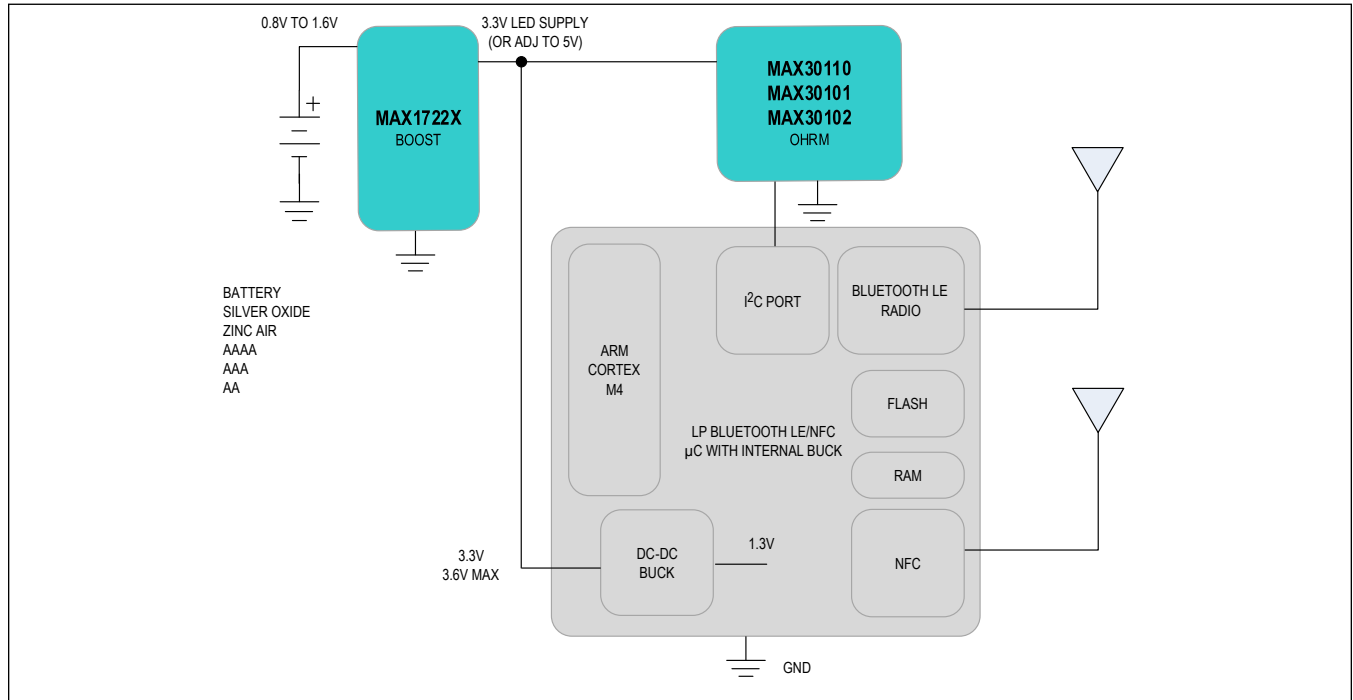 0.8V TO 1.6V
3.3V LED SUPPLY
(OR ADJ TO 5V)
+
MAX1722X
BOOST
MAX30110
MAX30101
MAX30102
OHRM
BATTERY
SILVER OXIDE
ZINC AIR
AAAA
AAA
AA
ARM
CORTEX
M4
I²C PORT
BLUETOOTH LE
RADIO
FLASH
LP BLUETOOTH LE/NFC
µC WITH INTERNAL BUCK
RAM
3.3V
3.6V MAX
DC-DC
BUCK
1.3V
NFC
GND